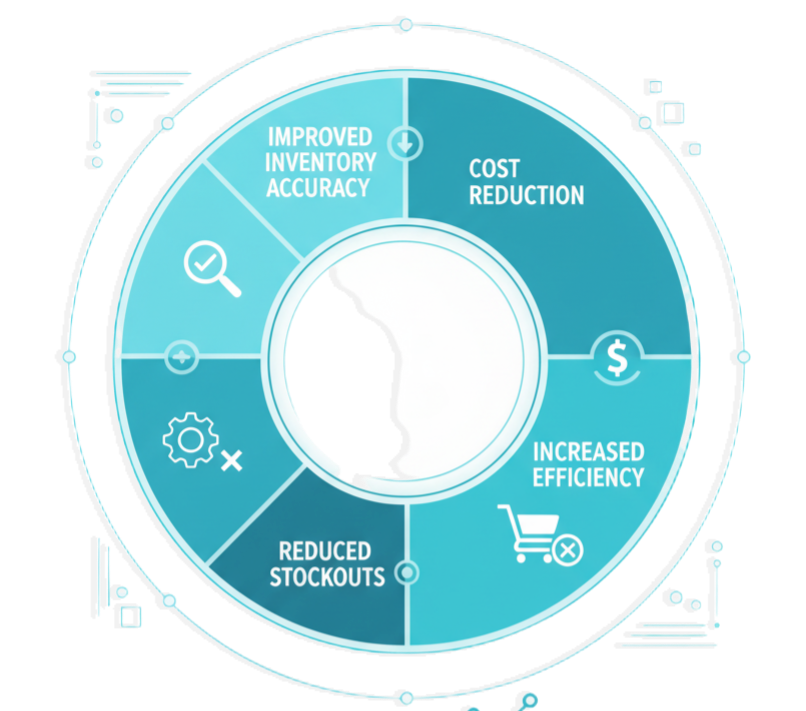 IMPROVED
INVENTORY
ACCURACY
COST
REDUCTION
$
INCREASED
EFFICIENCY
REDUCED
STOCKOUTS